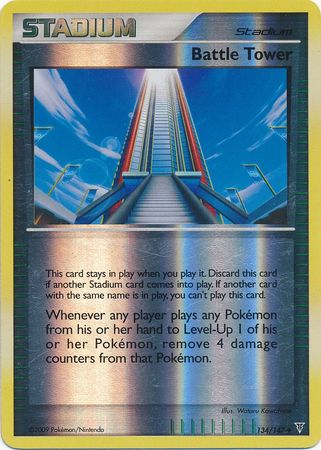 STADIUM
Stadium
Battle Tower
This card stays in play when you play it. Discard this card
if another Stadium card comes into play. If another card
with the same name is in play, you can't play this card.
Whenever any player plays any Pokémon
from his or her hand to Level-Up 1 of his
or her Pokémon, remove 4 damage
counters from that Pokémon.
Illus. Wataru Kawahara
©2009 Pokémon/Nintendo
134/147